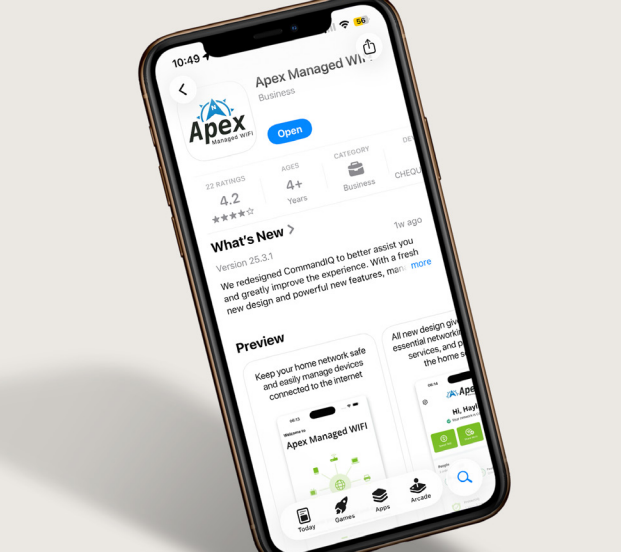 10:49
56
Apex Managed WiFi
Business
Apex
Managed WiFi
Open
22 RATINGS
4.2
★★★★☆
AGES
4+
Years
CATEGORY
Business
CHEQU
What's New >
Version 25.3.1
1w ago
We redesigned CommandIQ to better assist you
and greatly improve the experience. With a fresh
new design and powerful new features, man more
Preview
Keep your home network safe
and easily manage devices
connected to the internet
Welcome to
Apex Managed WIFI
All new design giv
essential networkin
services, and p
the home s
Ape
Hi, Hayl
Today
Games
Apps
Arcade